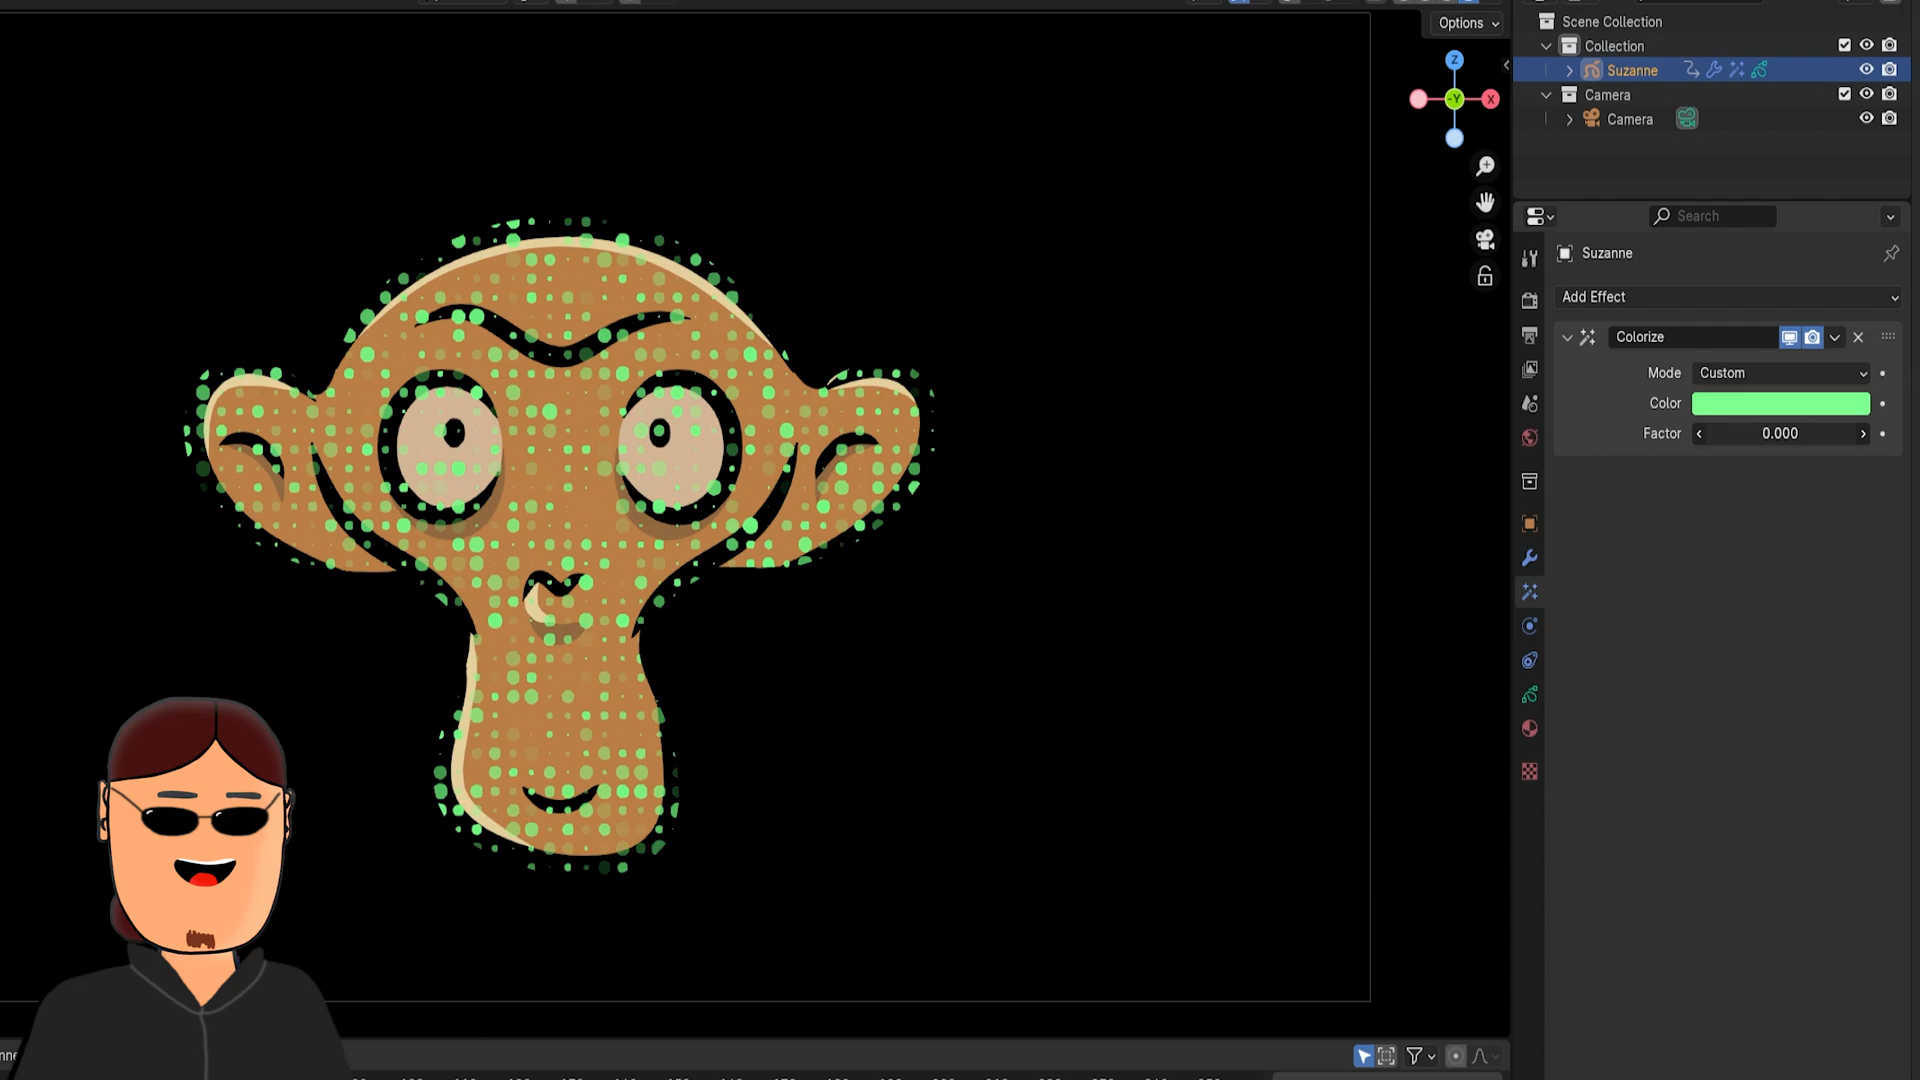 Options
Scene Collection
Collection
Suzanne
Camera
Camera
Z
-Y
X
Search
Suzanne
Add Effect
Colorize
Mode
Custom
Color
Factor
0.000